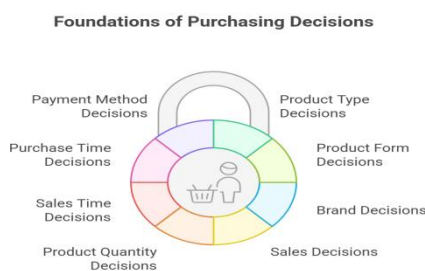 Foundations of Purchasing Decisions
Payment Method
Decisions
Product Type
Decisions
Purchase Time
Decisions
Product Form
Decisions
Sales Time
Decisions
Brand Decisions
Product Quantity
Decisions
Sales Decisions